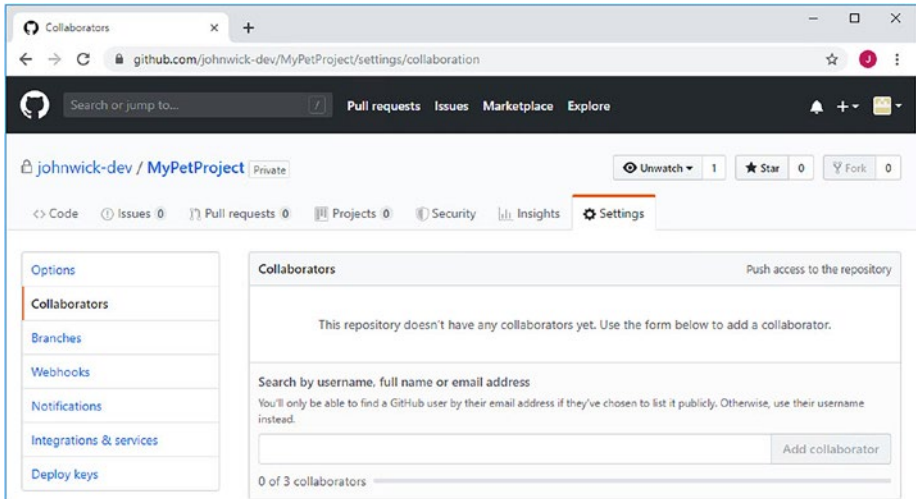 Collaborators
github.com/johnwick-dev/MyPetProject/settings/collaboration
J
Search or jump to... / Pull requests Issues Marketplace Explore
johnwick-dev / MyPetProject Private Unwatch 1 Star 0 Fork 0
Code Issues 0 Pull requests 0 Projects 0 Security Insights Settings
Options
Collaborators
Branches
Webhooks
Notifications
Integrations & services
Deploy keys
Collaborators Push access to the repository
This repository doesn't have any collaborators yet. Use the form below to add a collaborator.
Search by username, full name or email address
You'll only be able to find a GitHub user by their email address if they've chosen to list it publicly. Otherwise, use their username
instead.
Add collaborator
0 of 3 collaborators